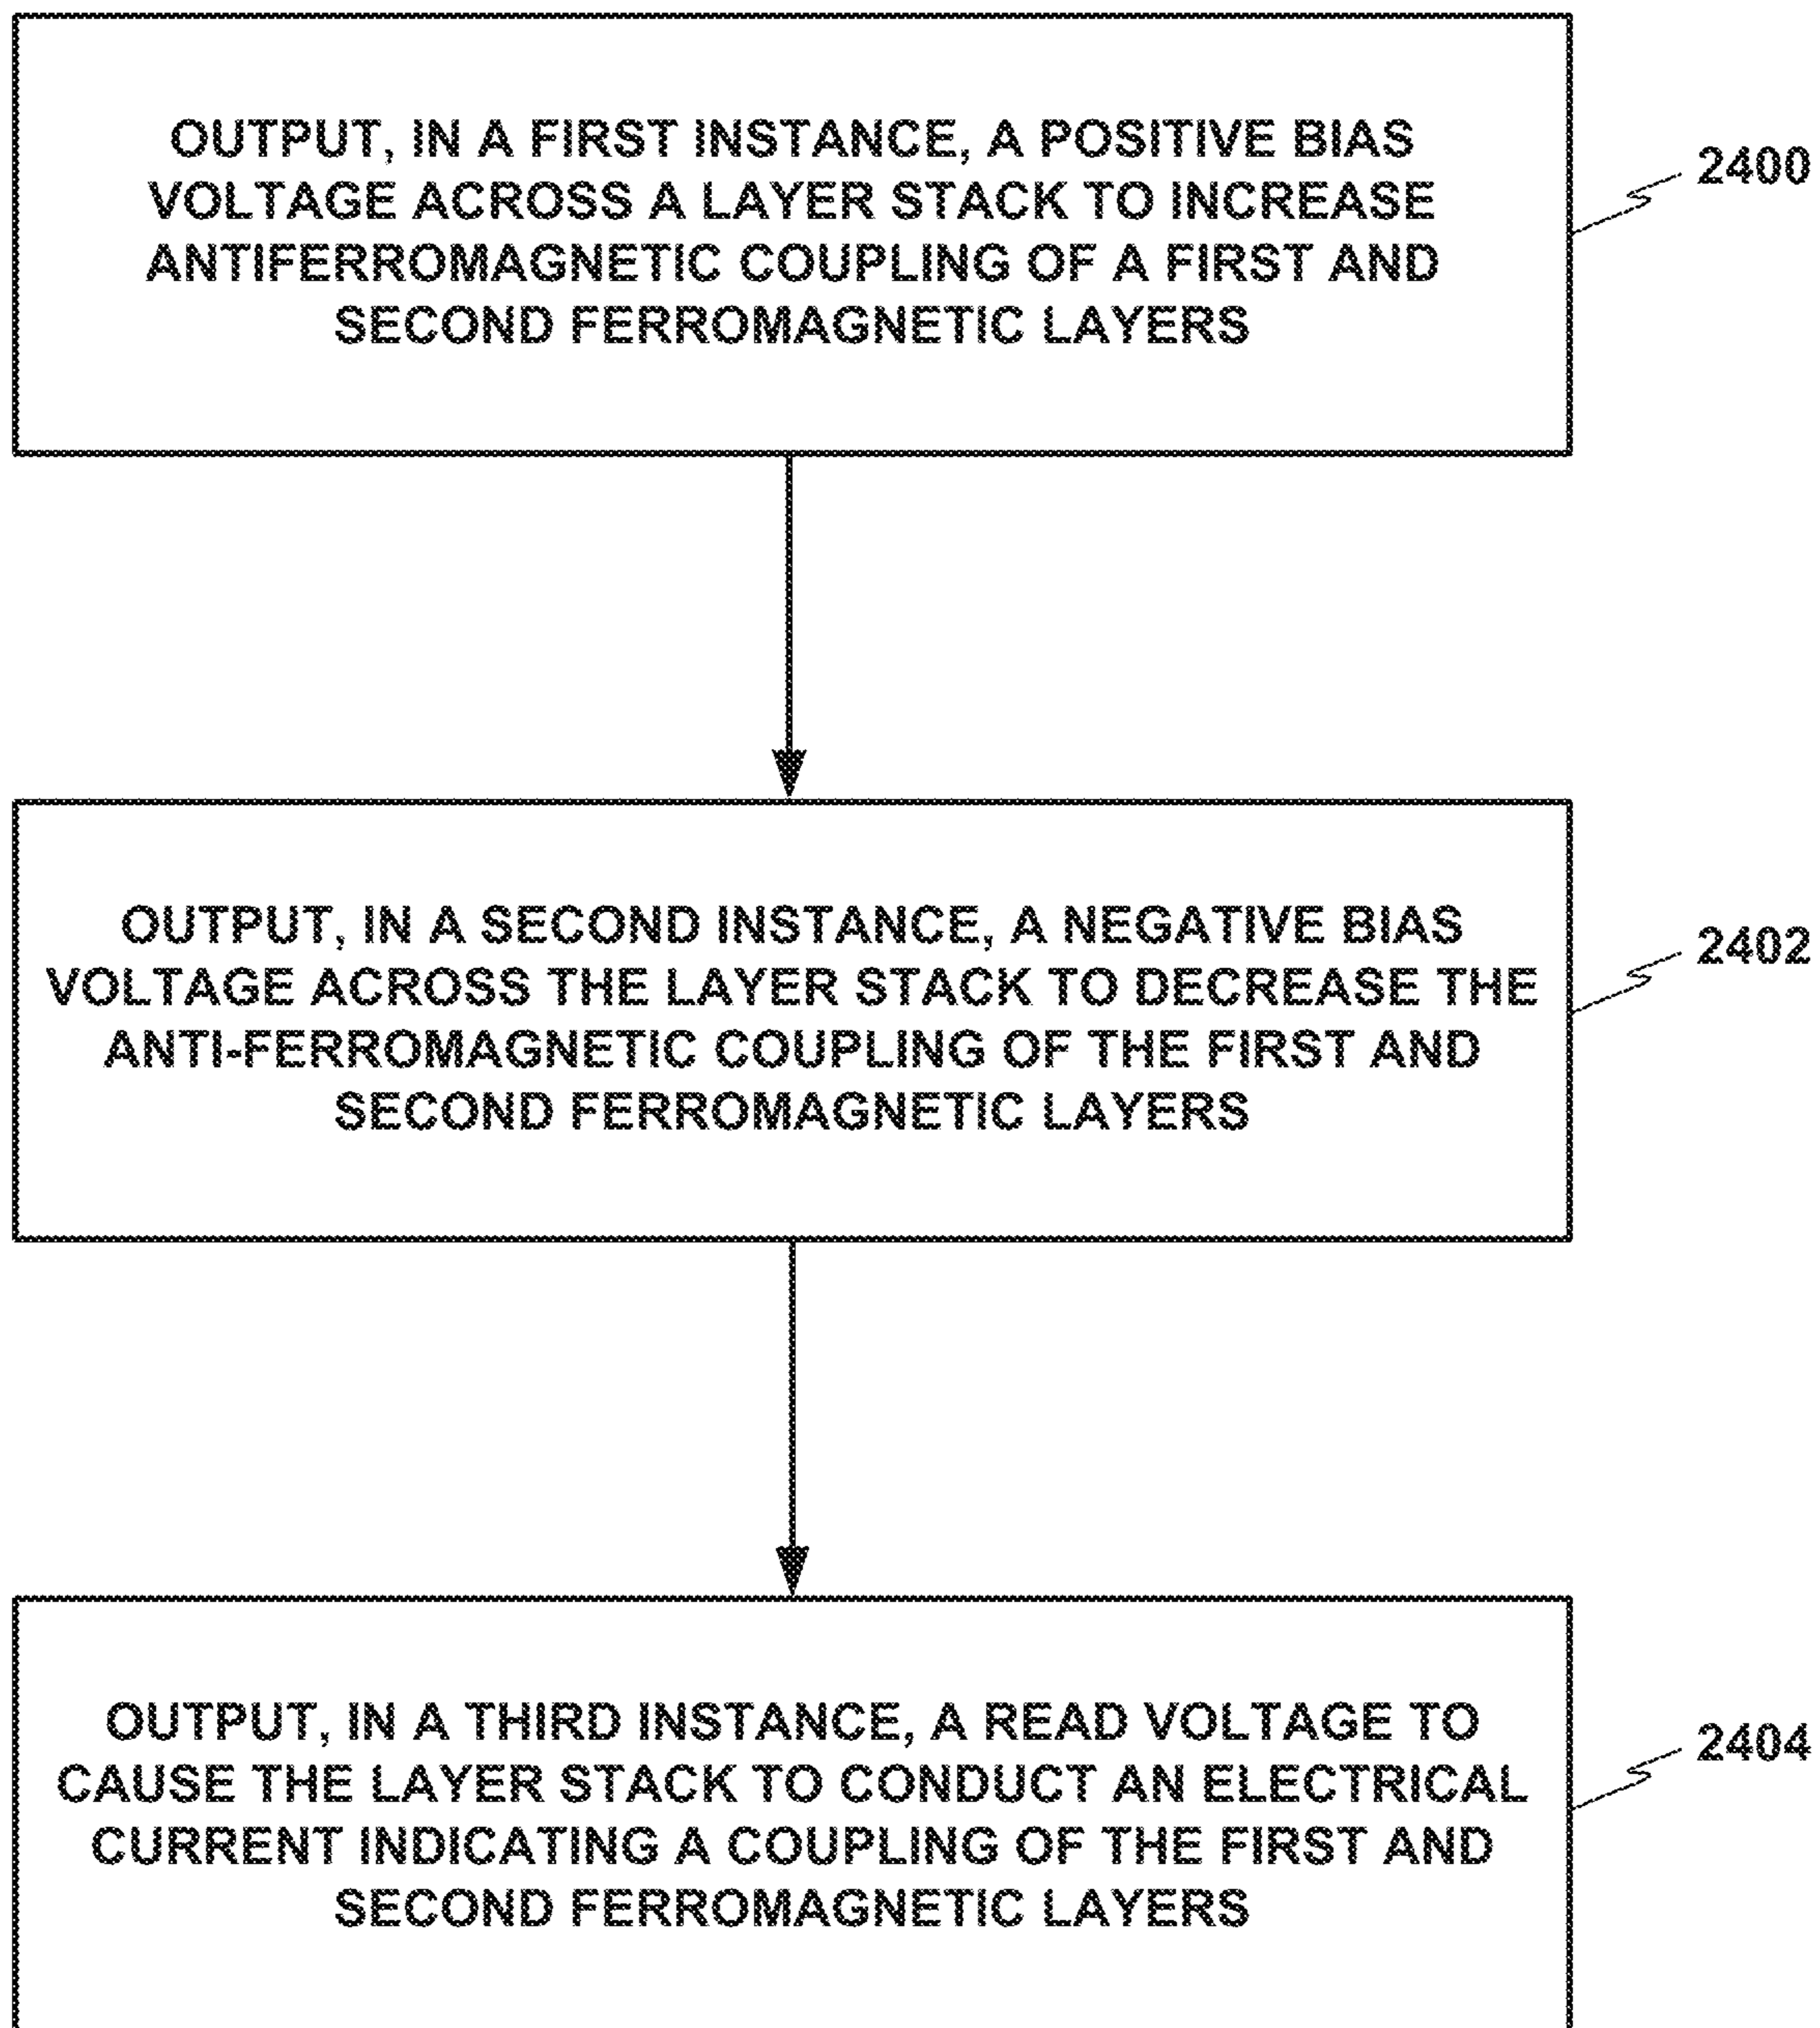 OUTPUT, IN A FIRST INSTANCE, A POSITIVE BIAS
VOLTAGE ACROSS A LAYER STACK TO INCREASE
ANTIFERROMAGNETIC COUPLING OF A FIRST AND
SECOND FERROMAGNETIC LAYERS
2400
OUTPUT, IN A SECOND INSTANCE, A NEGATIVE BIAS
VOLTAGE ACROSS THE LAYER STACK TO DECREASE THE
ANTI-FERROMAGNETIC COUPLING OF THE FIRST AND
SECOND FERROMAGNETIC LAYERS
2402
OUTPUT, IN A THIRD INSTANCE, A READ VOLTAGE TO
CAUSE THE LAYER STACK TO CONDUCT AN ELECTRICAL
CURRENT INDICATING A COUPLING OF THE FIRST AND
SECOND FERROMAGNETIC LAYERS
2404